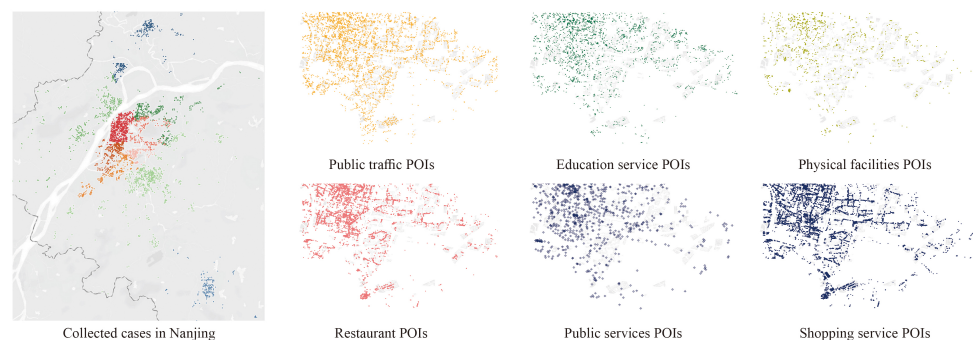 Public traffic POIs
Education service POIs
Physical facilities POIs
Collected cases in Nanjing
Restaurant POIs
Public services POIs
Shopping service POIs